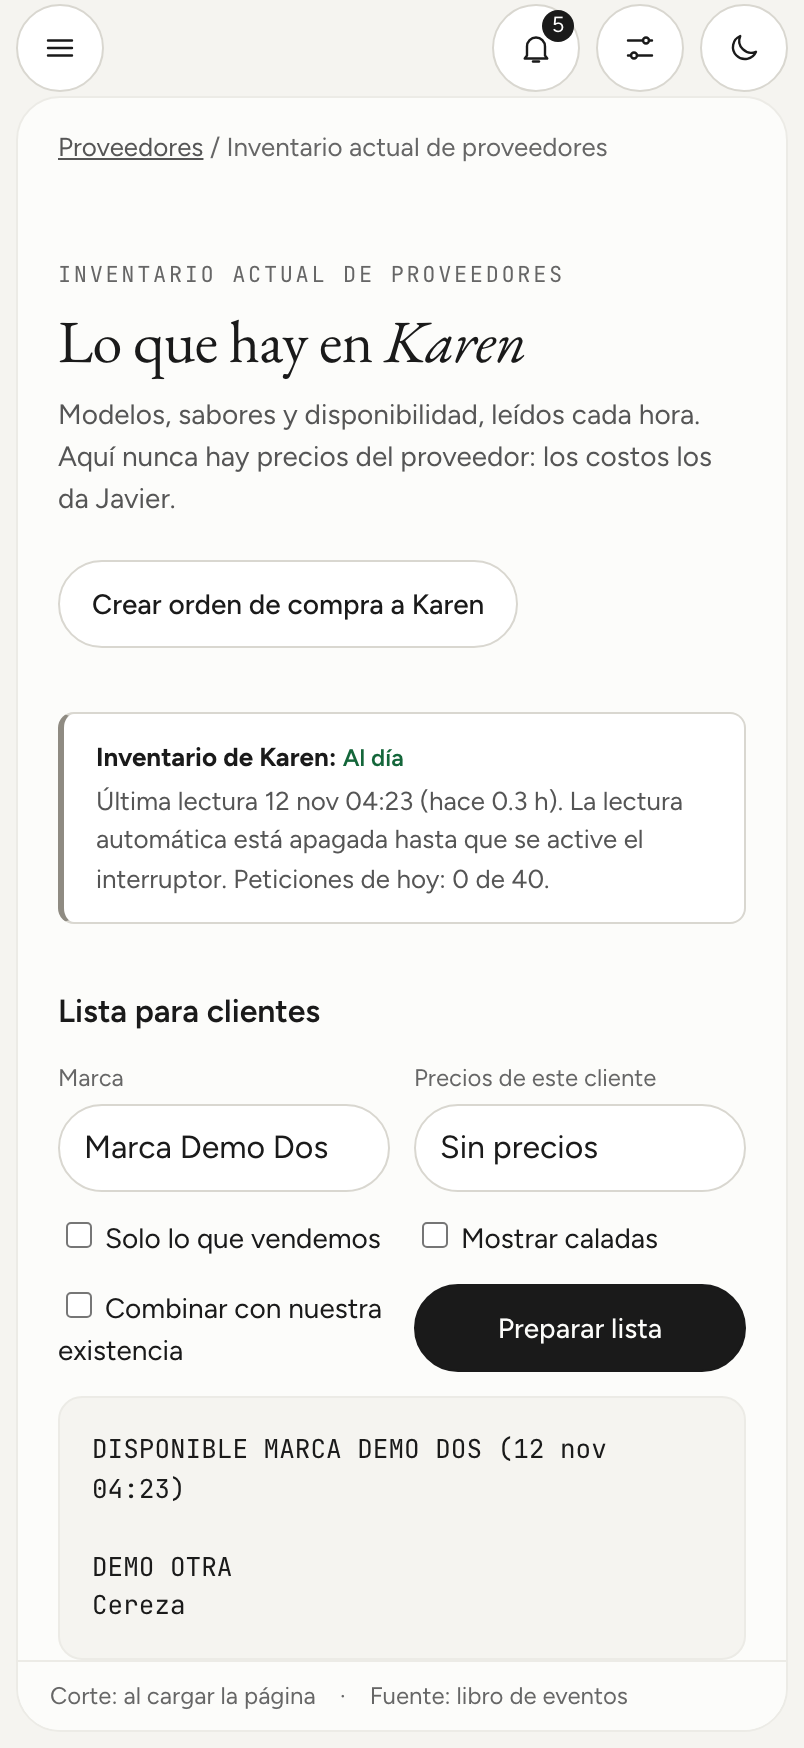 5
Proveedores / Inventario actual de proveedores
INVENTARIO ACTUAL DE PROVEEDORES
Lo que hay en Karen
Modelos, sabores y disponibilidad, leídos cada hora.
Aquí nunca hay precios del proveedor: los costos los
da Javier.
Crear orden de compra a Karen
Inventario de Karen: Al día
Última lectura 12 nov 04:23 (hace 0.3 h). La lectura
automática está apagada hasta que se active el
interruptor. Peticiones de hoy: 0 de 40.
Lista para clientes
Marca
Precios de este cliente
Marca Demo Dos
Sin precios
Solo lo que vendemos
Mostrar caladas
Combinar con nuestra
existencia
Preparar lista
DISPONIBLE MARCA DEMO DOS (12 nov
04:23)
DEMO OTRA
Cereza
Corte: al cargar la página · Fuente: libro de eventos